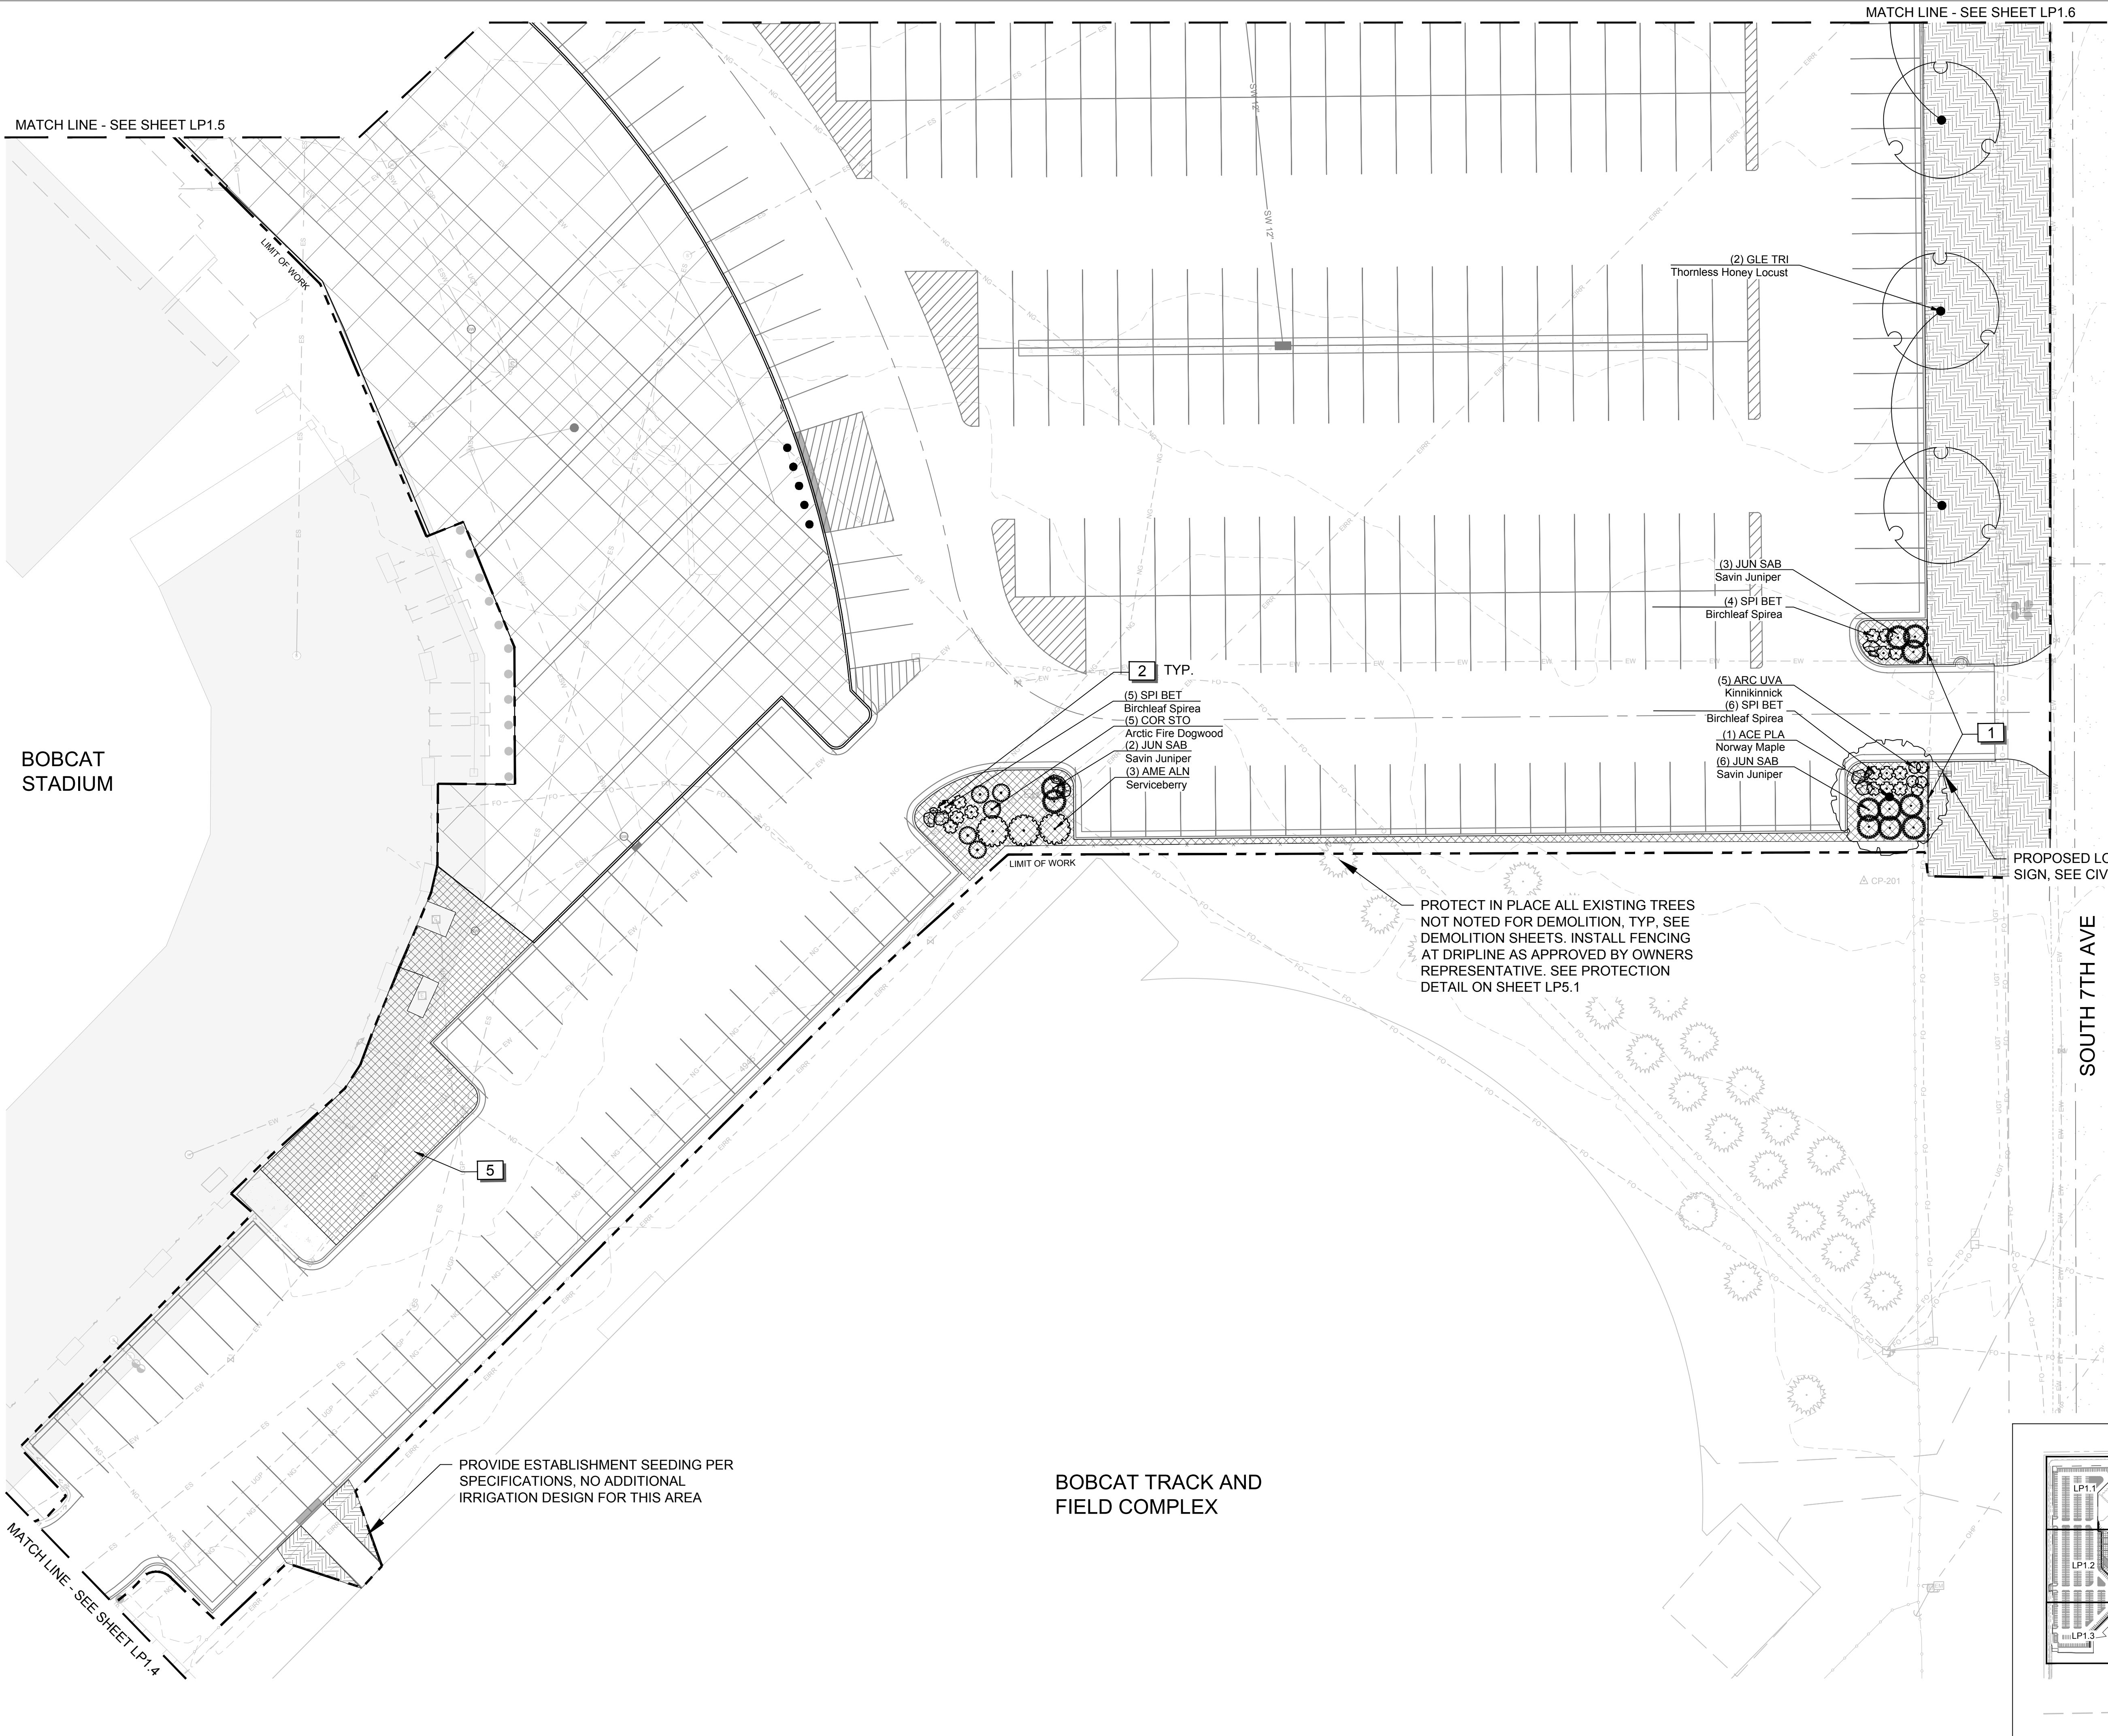 MATCH LINE - SEE SHEET LP1.6
MATCH LINE - SEE SHEET LP1.5
LIMIT OF WORK
SW 12"
SW 12"
(2) GLE TRI
Thornless Honey Locust
(3) JUN SAB
Savin Juniper
(4) SPI BET
Birchleaf Spirea
(5) ARC UVA
Kinnikinnick
(6) SPI BET
Birchleaf Spirea
(1) ACE PLA
Norway Maple
(6) JUN SAB
Savin Juniper
1
2 TYP.
(5) SPI BET
Birchleaf Spirea
(5) COR STO
Arctic Fire Dogwood
(2) JUN SAB
Savin Juniper
(3) AME ALN
Serviceberry
BOBCAT
STADIUM
LIMIT OF WORK
PROPOSED LO
SIGN, SEE CIV
CP-201
PROTECT IN PLACE ALL EXISTING TREES
NOT NOTED FOR DEMOLITION, TYP, SEE
DEMOLITION SHEETS. INSTALL FENCING
AT DRIPLINE AS APPROVED BY OWNERS
REPRESENTATIVE. SEE PROTECTION
DETAIL ON SHEET LP5.1
SOUTH 7TH AVE
5
PROVIDE ESTABLISHMENT SEEDING PER
SPECIFICATIONS, NO ADDITIONAL
IRRIGATION DESIGN FOR THIS AREA
BOBCAT TRACK AND
FIELD COMPLEX
MATCH LINE - SEE SHEET LP1.4
LP1.1
LP1.2
LP1.3